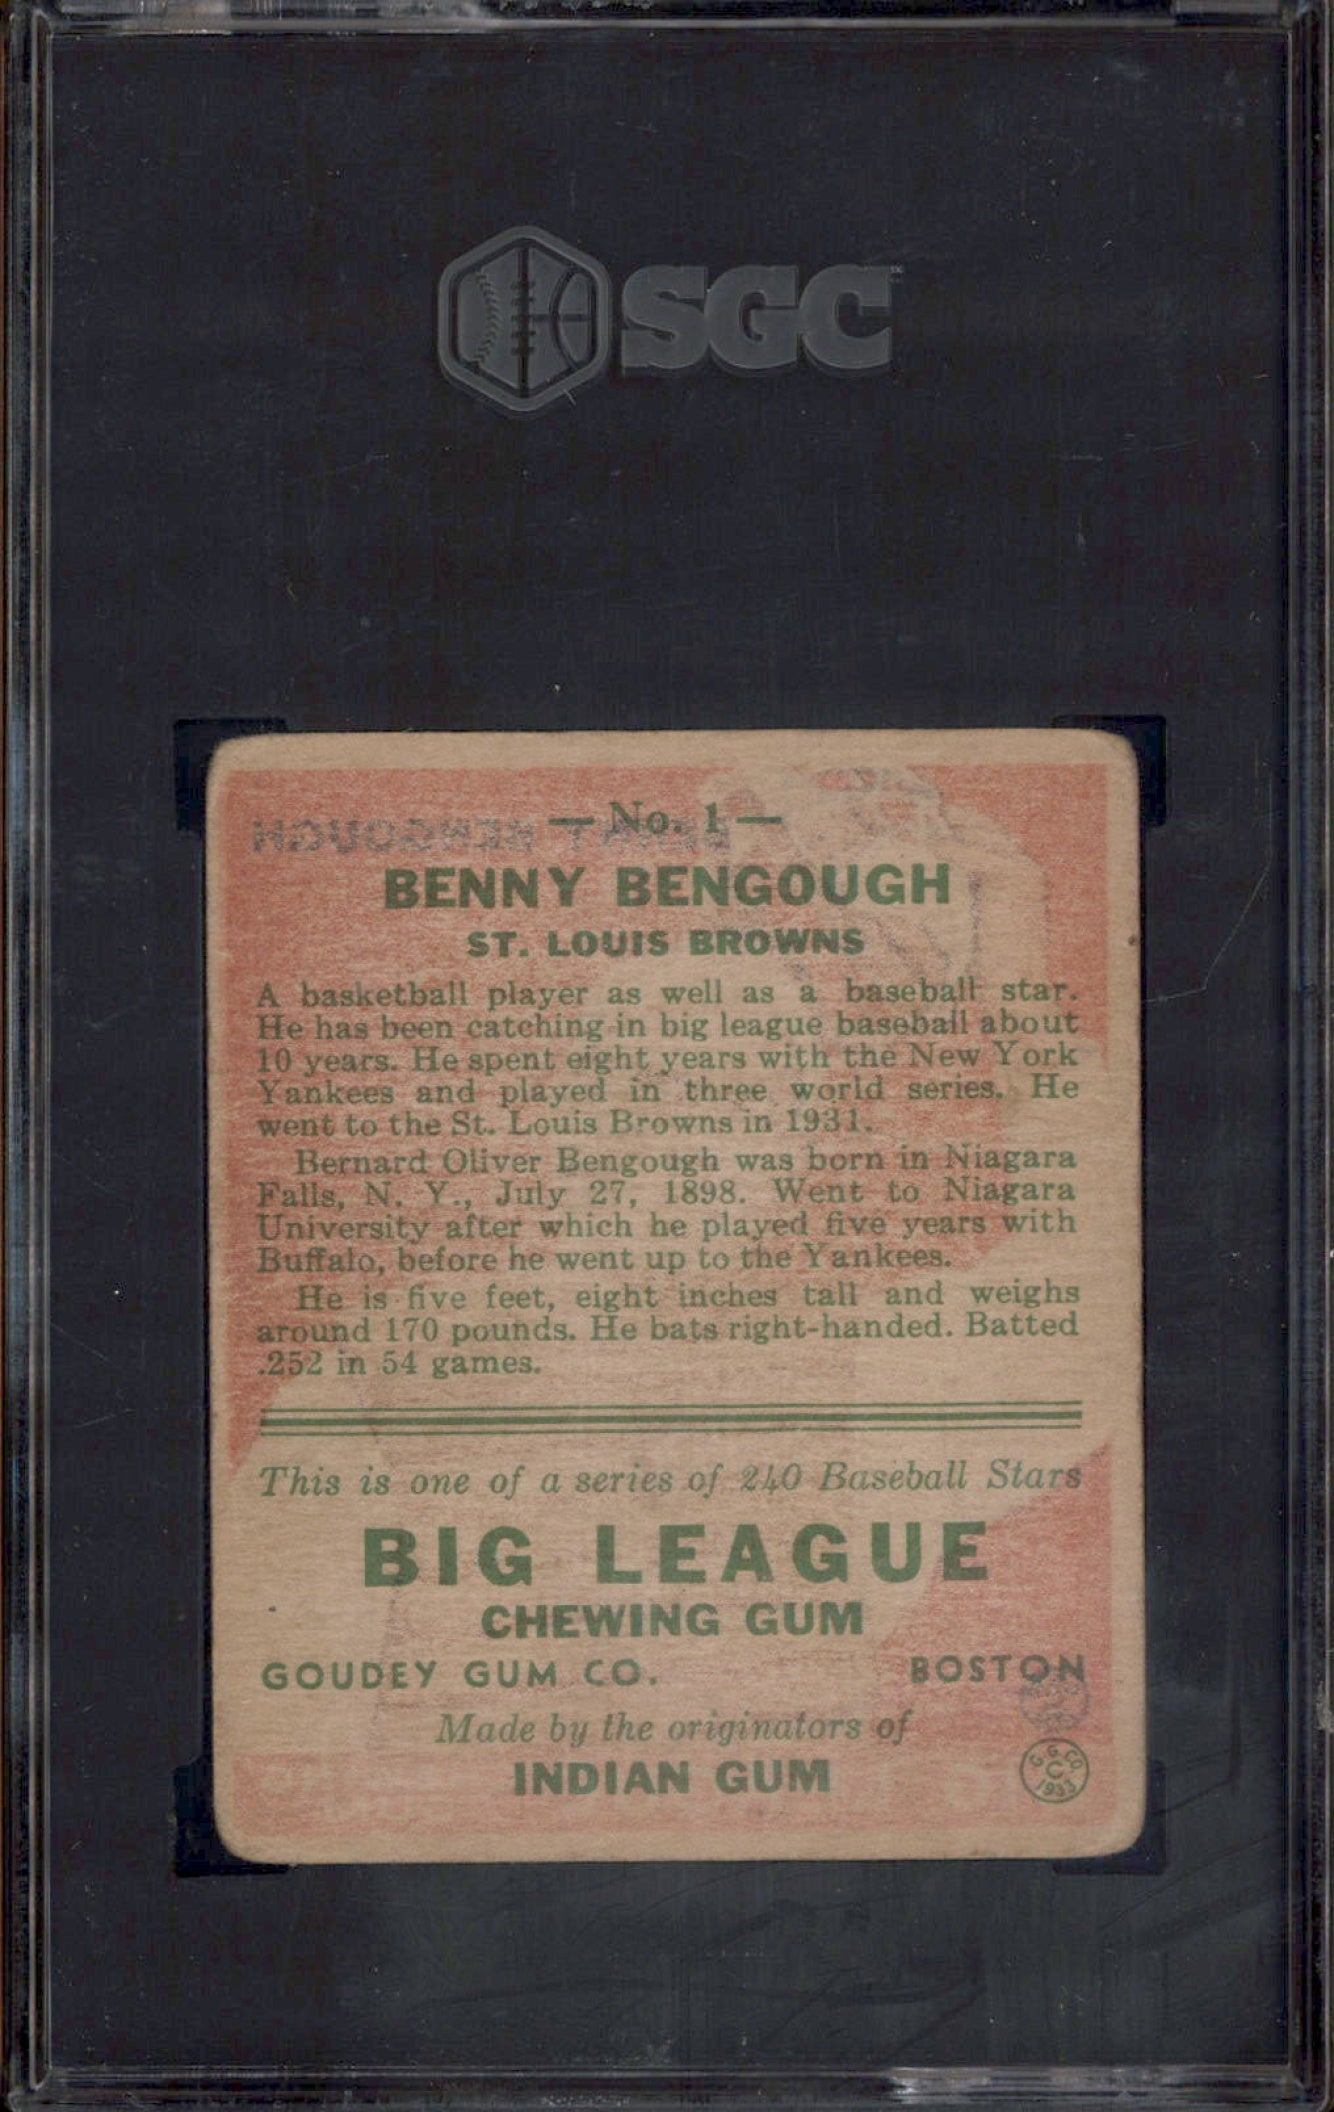 SGC
— No. 1 —
BENNY BENGOUGH
BENNY BENGOUGH
ST. LOUIS BROWNS
A basketball player as well as a baseball star.
He has been catching in big league baseball about
10 years. He spent eight years with the New York
Yankees and played in three world series. He
went to the St. Louis Browns in 1931.
Bernard Oliver Bengough was born in Niagara
Falls, N. Y., July 27, 1898. Went to Niagara
University after which he played five years with
Buffalo, before he went up to the Yankees.
He is five feet, eight inches tall and weighs
around 170 pounds. He bats right-handed. Batted
.252 in 54 games.
This is one of a series of 240 Baseball Stars
BIG LEAGUE
CHEWING GUM
GOUDEY GUM CO. BOSTON
Made by the originators of
INDIAN GUM
G. G. CO.
C
1933